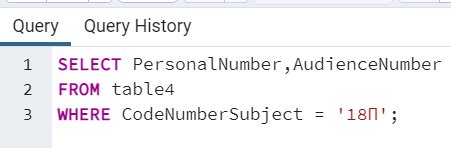 Query Query History
1 SELECT PersonalNumber,AudienceNumber
2 FROM table4
3 WHERE CodeNumberSubject = '18П';